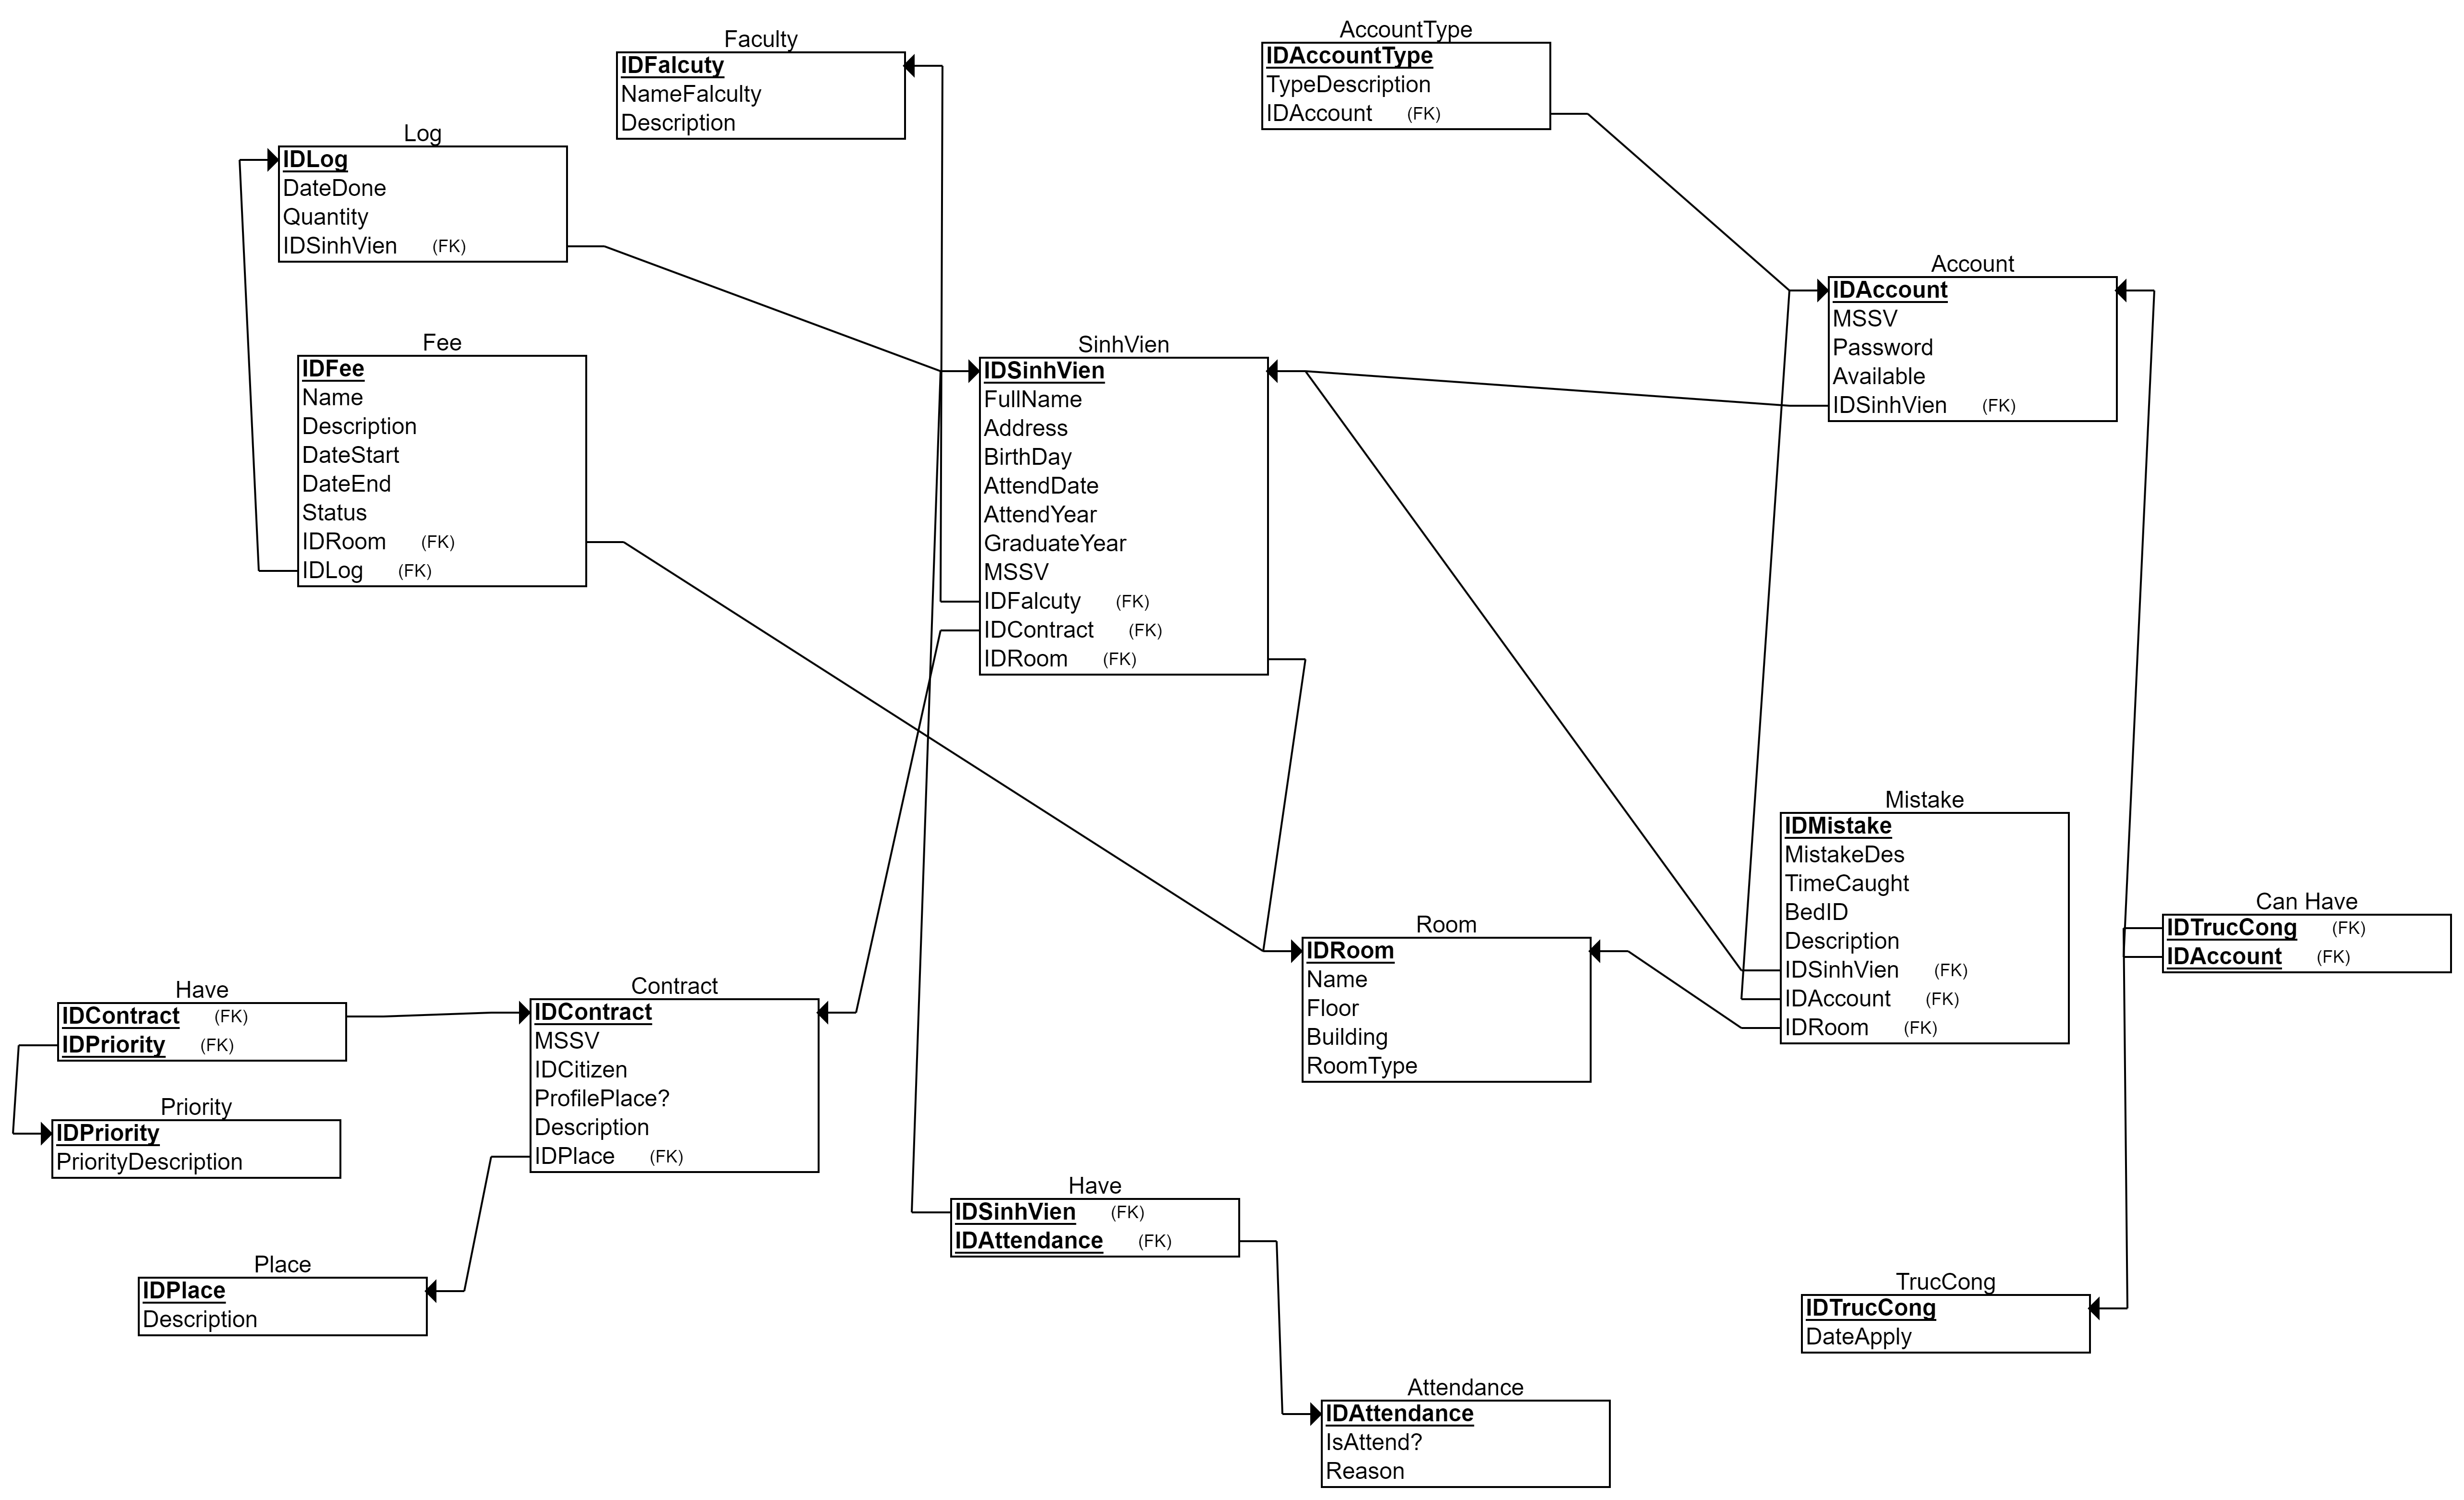 AccountType
IDAccountType
TypeDescription
IDAccount (FK)
Faculty
IDFalcuty
NameFalculty
Description
Log
IDLog
DateDone
Quantity
IDSinhVien (FK)
Account
IDAccount
MSSV
Password
Available
IDSinhVien (FK)
Fee
IDFee
Name
Description
DateStart
DateEnd
Status
IDRoom (FK)
IDLog (FK)
SinhVien
IDSinhVien
FullName
Address
BirthDay
AttendDate
AttendYear
GraduateYear
MSSV
IDFalcuty (FK)
IDContract (FK)
IDRoom (FK)
Mistake
IDMistake
MistakeDes
TimeCaught
BedID
Description
IDSinhVien (FK)
IDAccount (FK)
IDRoom (FK)
Can Have
IDTrucCong (FK)
IDAccount (FK)
Room
IDRoom
Name
Floor
Building
RoomType
Have
IDContract (FK)
IDPriority (FK)
Contract
IDContract
MSSV
IDCitizen
ProfilePlace?
Description
IDPlace (FK)
Priority
IDPriority
PriorityDescription
Have
IDSinhVien (FK)
IDAttendance (FK)
Place
IDPlace
Description
TrucCong
IDTrucCong
DateApply
Attendance
IDAttendance
IsAttend?
Reason